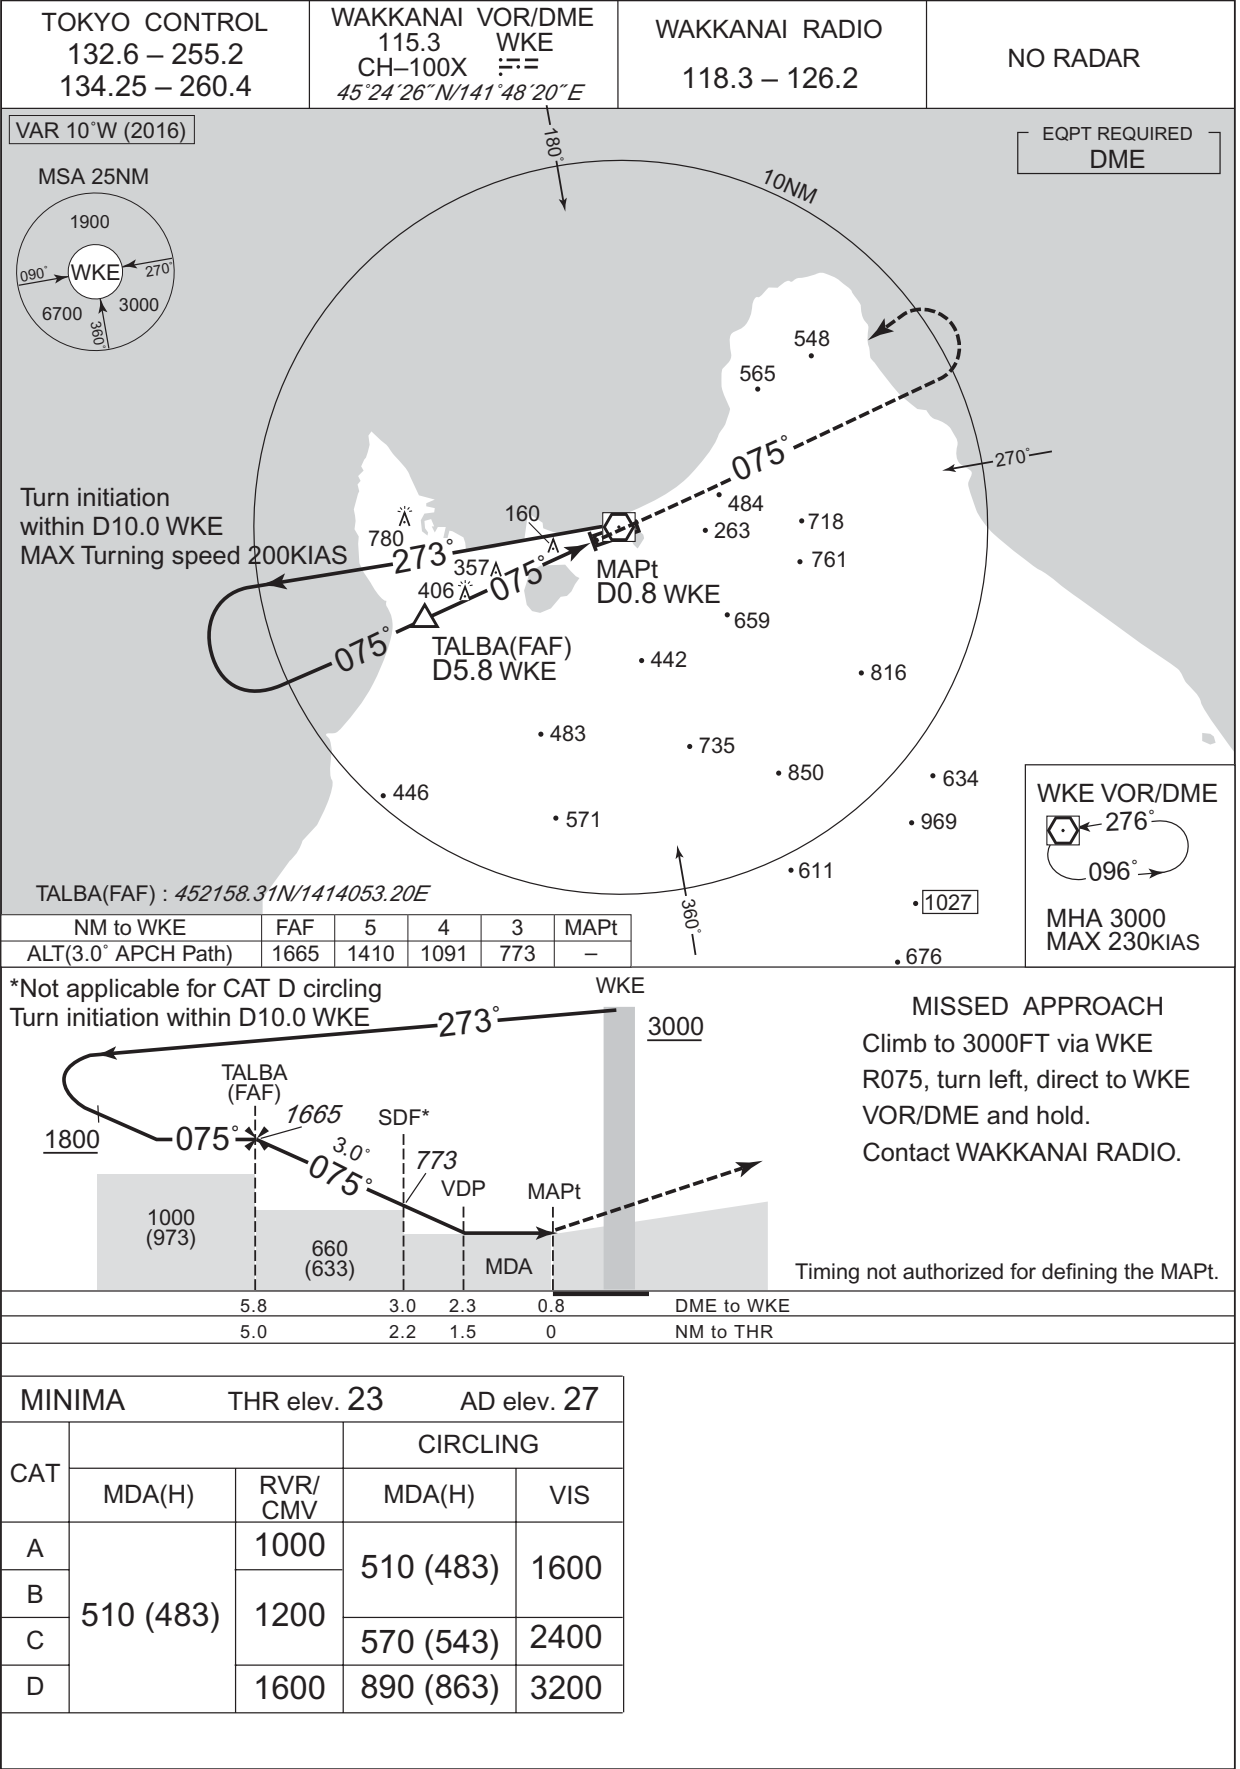 TOKYO CONTROL
132.6 – 255.2
134.25 – 260.4
WAKKANAI VOR/DME
115.3 WKE
CH–100X
45˚24´26˝N/141˚48´20˝E
WAKKANAI RADIO
118.3 – 126.2
NO RADAR
VAR 10˚W (2016)
EQPT REQUIRED
DME
MSA 25NM
1900
WKE
090˚
270˚
6700
3000
360˚
180˚
10NM
548
565
075˚
270˚
Turn initiation
within D10.0 WKE
MAX Turning speed 200KIAS
780
160
484
263
718
761
273˚
357
406
075˚
MAPt
D0.8 WKE
659
075˚
TALBA(FAF)
D5.8 WKE
442
816
483
735
850
634
446
571
969
611
1027
676
360˚
WKE VOR/DME
276˚
096˚
MHA 3000
MAX 230KIAS
TALBA(FAF) : 452158.31N/1414053.20E
NM to WKE FAF 5 4 3 MAPt
ALT(3.0˚ APCH Path) 1665 1410 1091 773 –
*Not applicable for CAT D circling
Turn initiation within D10.0 WKE
273˚
WKE
3000
TALBA
(FAF)
1665
SDF*
1800
075˚
3.0˚
075˚
773
VDP
MAPt
1000
(973)
660
(633)
MDA
MISSED APPROACH
Climb to 3000FT via WKE
R075, turn left, direct to WKE
VOR/DME and hold.
Contact WAKKANAI RADIO.
Timing not authorized for defining the MAPt.
5.8 3.0 2.3 0.8 DME to WKE
5.0 2.2 1.5 0 NM to THR
MINIMA THR elev. 23 AD elev. 27
CAT
CIRCLING
MDA(H)
RVR/
CMV
MDA(H)
VIS
A
B
C
D
510 (483)
1000
1200
1600
510 (483)
1600
570 (543)
2400
890 (863)
3200